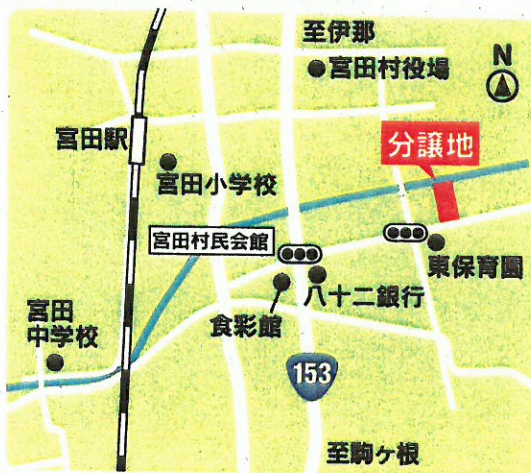 至伊那
宮田村役場
N
宮田駅
分譲地
宮田小学校
宮田村民会館
東保育園
八十二銀行
食彩館
宮田
中学校
153
至駒ヶ根